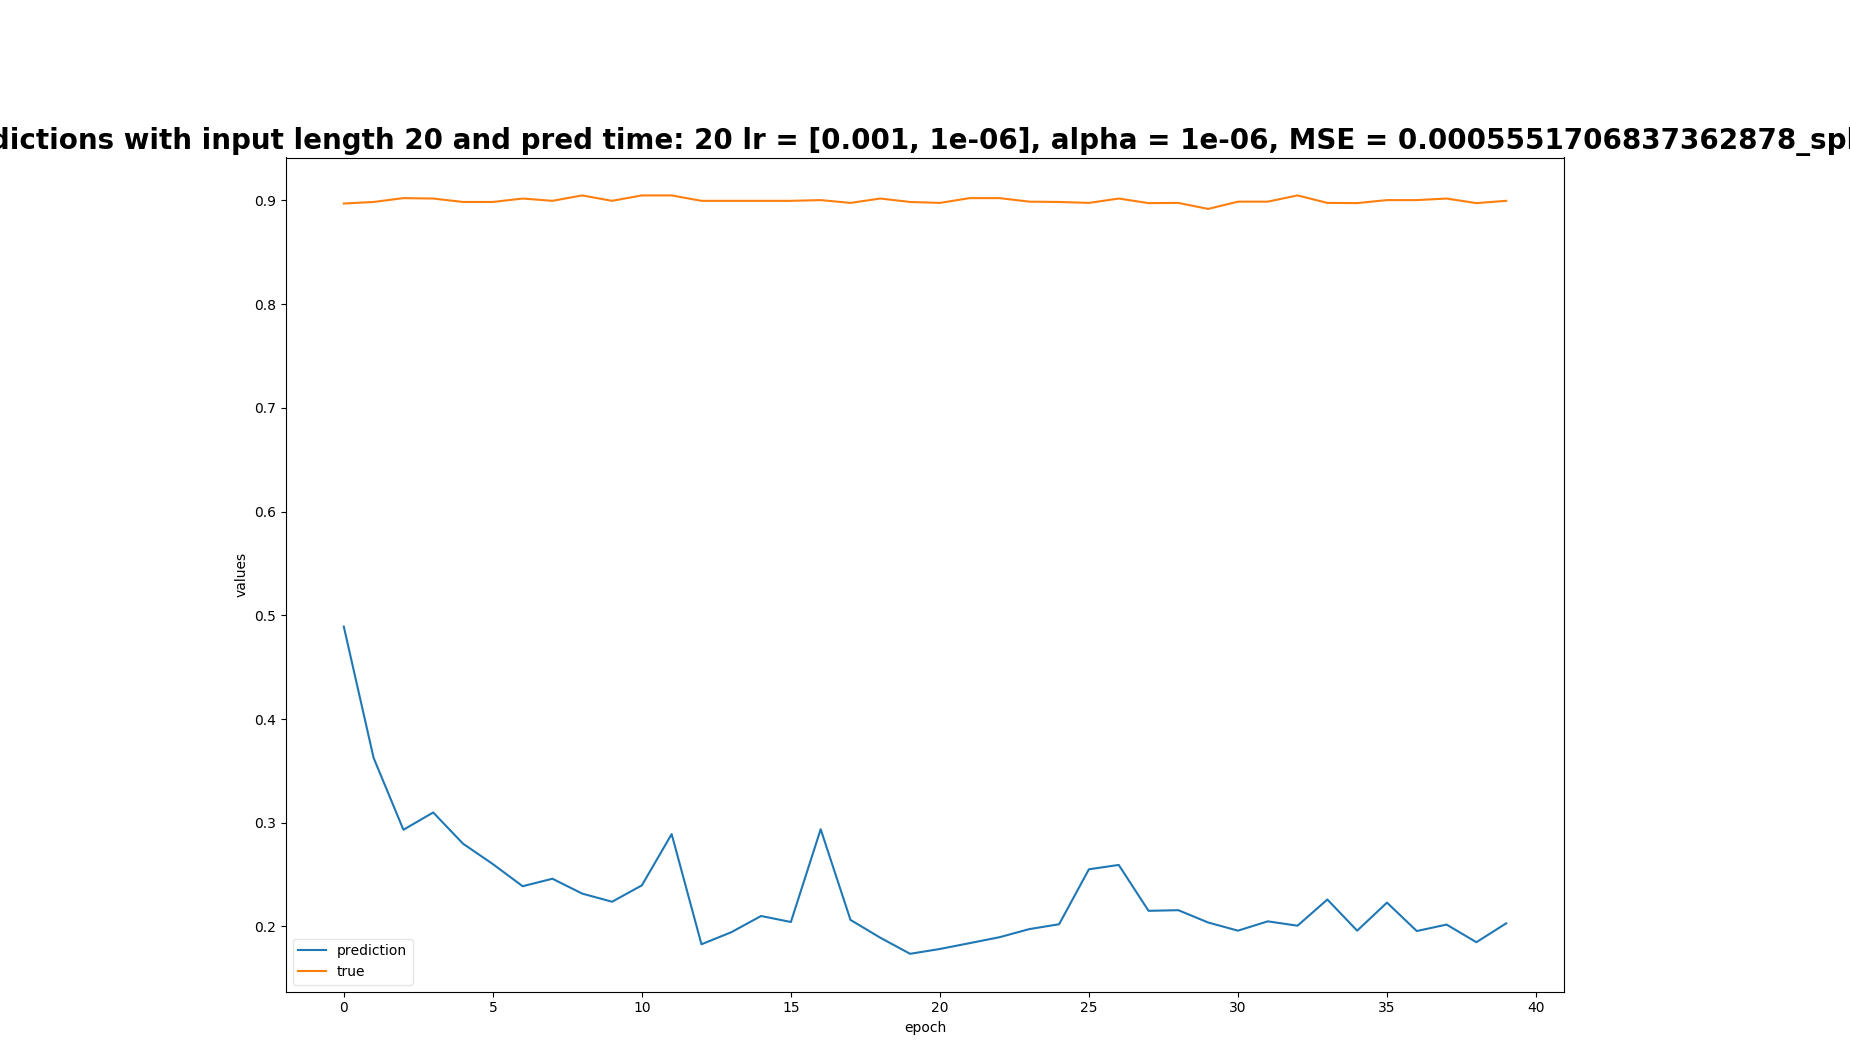 dictions with input length 20 and pred time: 20 lr = [0.001, 1e-06], alpha = 1e-06, MSE = 0.0005551706837362878_spl
0.9
0.8
0.7
0.6
0.5
0.4
0.3
0.2
values
prediction
true
0 5 10 15 20 25 30 35 40
epoch